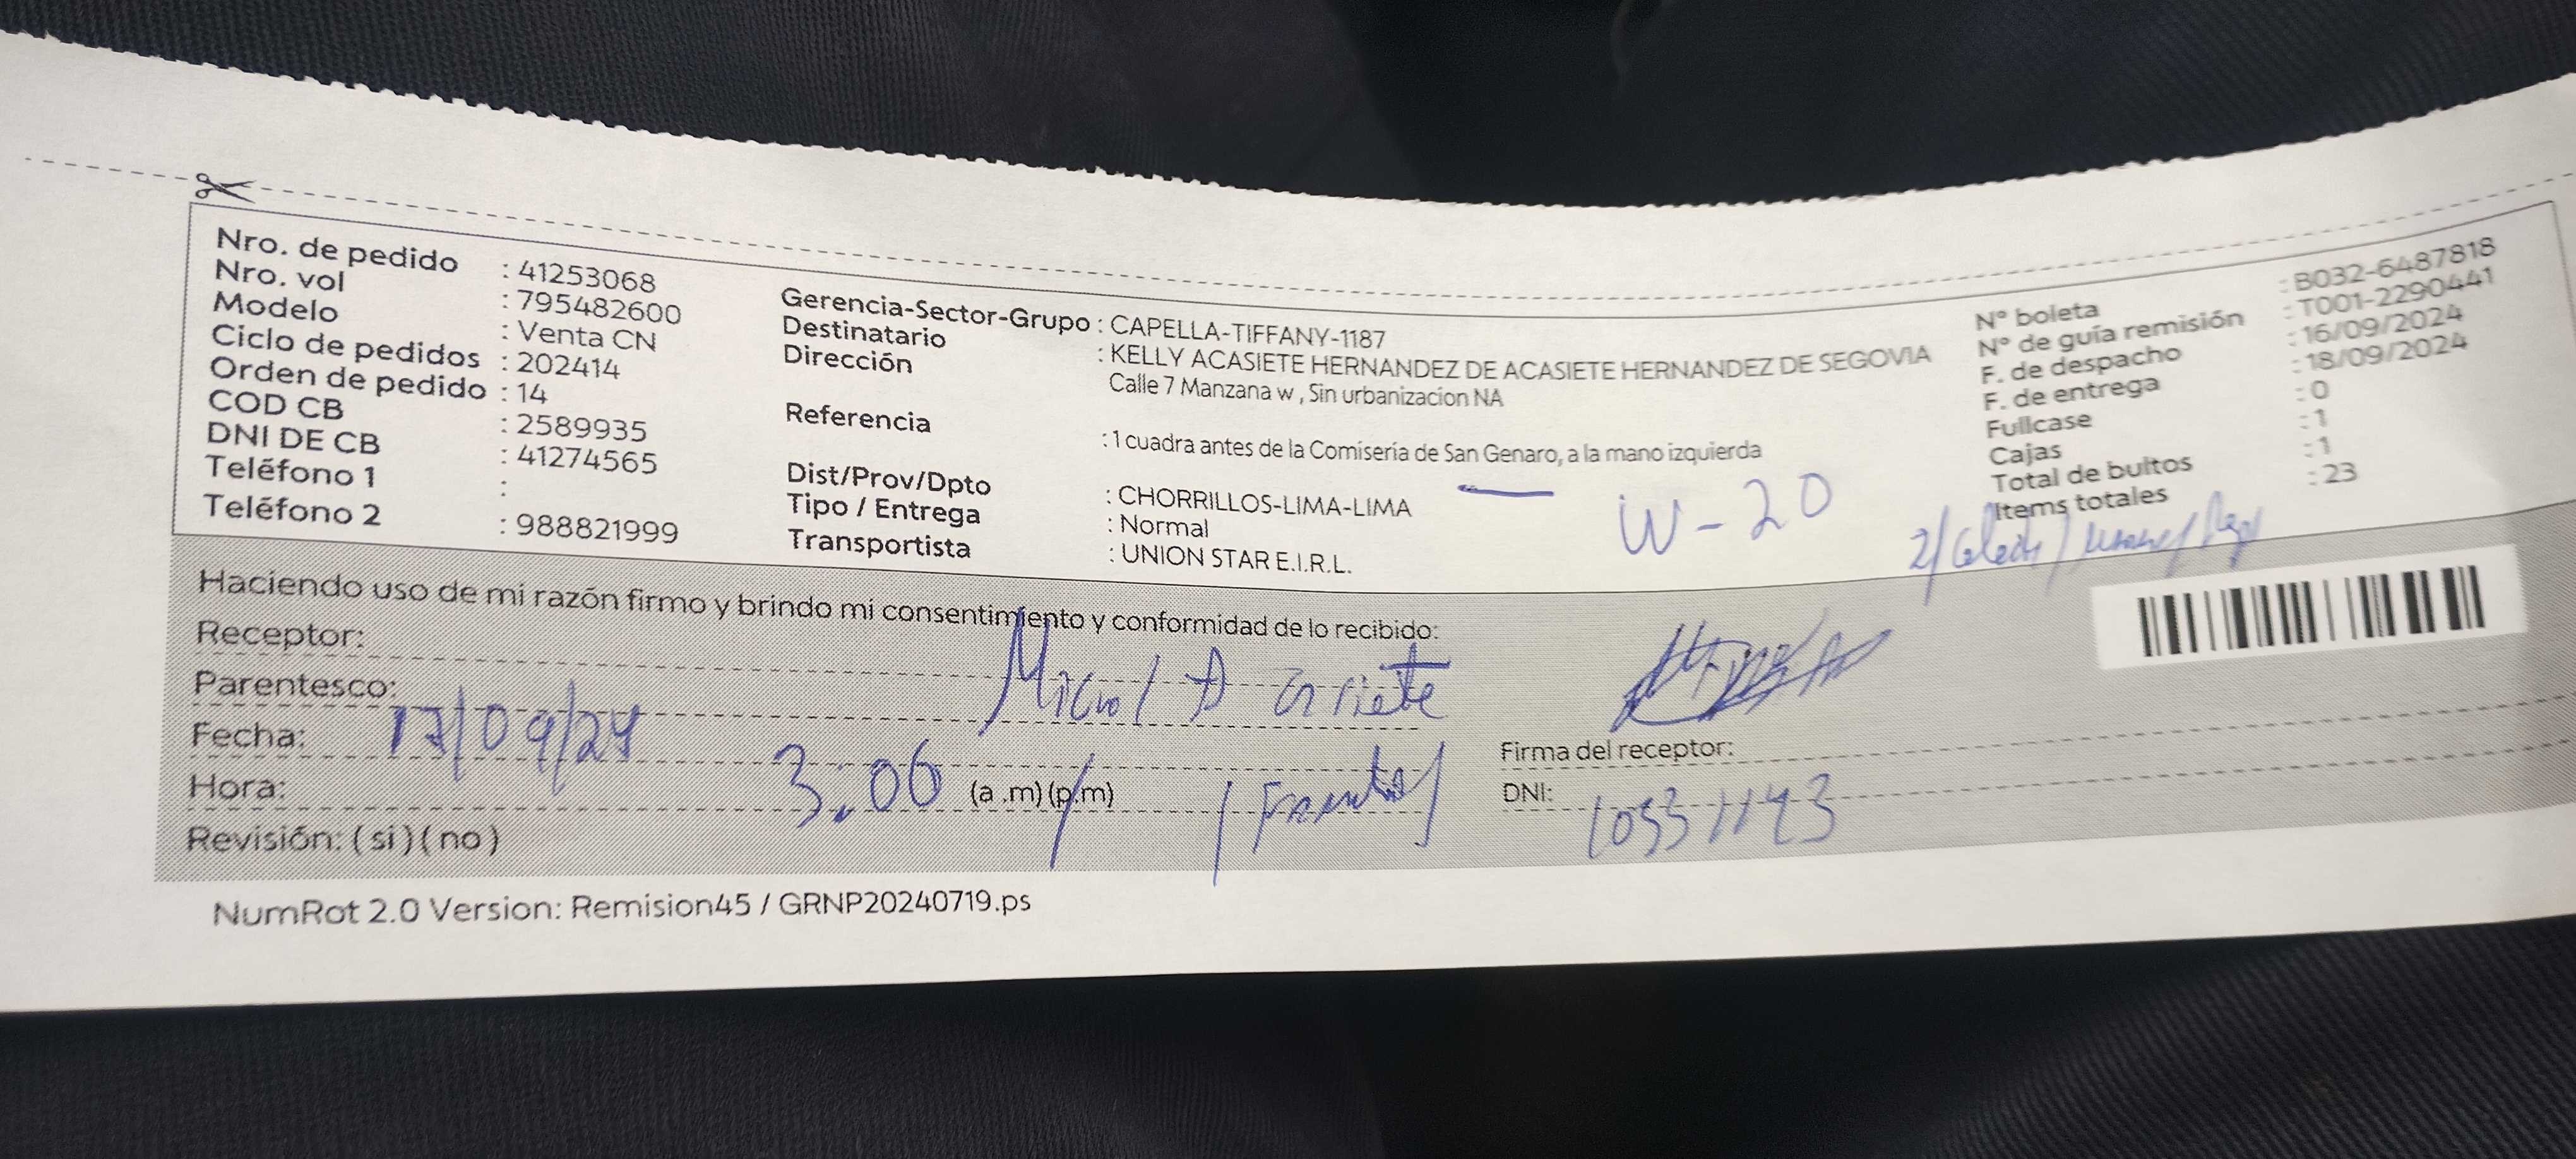 Nro. de pedido : 41253068
Nro. vol : 795482600
Modelo : Venta CN
Ciclo de pedidos : 202414
Orden de pedido : 14
COD CB : 2589935
DNI DE CB : 41274565
Teléfono 1 :
Teléfono 2 : 988821999
Gerencia-Sector-Grupo : CAPELLA-TIFFANY-1187
Destinatario : KELLY ACASIETE HERNANDEZ DE ACASIETE HERNANDEZ DE SEGOVIA
Dirección Calle 7 Manzana w , Sin urbanizacion NA
Referencia : 1 cuadra antes de la Comisería de San Genaro, a la mano izquierda
Dist/Prov/Dpto : CHORRILLOS-LIMA-LIMA
Tipo / Entrega : Normal
Transportista : UNION STAR E.I.R.L.
W-20
N° boleta : B032-6487818
N° de guía remisión : T001-2290441
F. de despacho : 16/09/2024
F. de entrega : 18/09/2024
Fullcase : 0
Cajas : 1
Total de bultos : 1
Items totales : 23
Haciendo uso de mi razón firmo y brindo mi consentimiento y conformidad de lo recibido:
Receptor:
Parentesco:
Fecha: 17/09/24
Hora: 3:06 (a .m) (p.m)
Revisión: ( si ) ( no )
Firma del receptor:
DNI: 10531143
NumRot 2.0 Version: Remision45 / GRNP20240719.ps